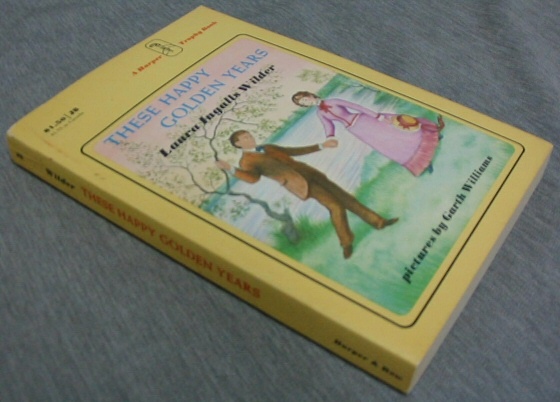 A Harper Trophy Book
THESE HAPPY
GOLDEN YEARS
Laura Ingalls Wilder
pictures by Garth Williams
Wilder THESE HAPPY GOLDEN YEARS Harper & Row